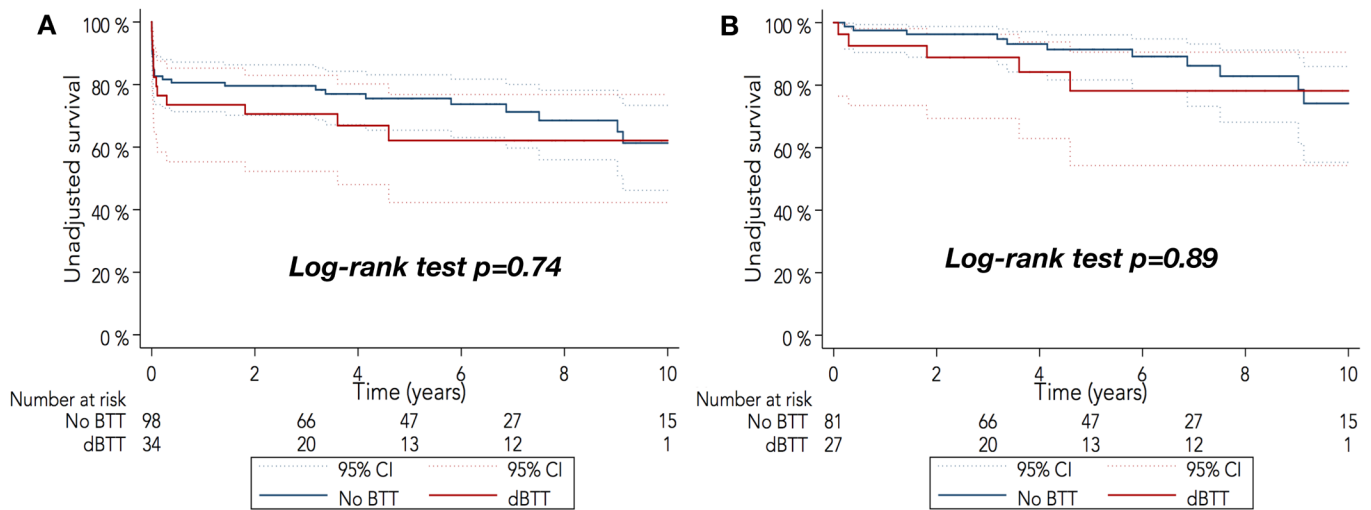 A
100 %
80 %
60 %
40 %
20 %
0 %
Unadjusted survival
Log-rank test p=0.74
0 2 4 6 8 10
Time (years)
Number at risk
No BTT 98 66 47 27 15
dBTT 34 20 13 12 1
95% CI 95% CI
No BTT dBTT
B
100 %
80 %
60 %
40 %
20 %
0 %
Unadjusted survival
Log-rank test p=0.89
0 2 4 6 8 10
Time (years)
Number at risk
No BTT 81 66 47 27 15
dBTT 27 20 13 12 1
95% CI 95% CI
No BTT dBTT